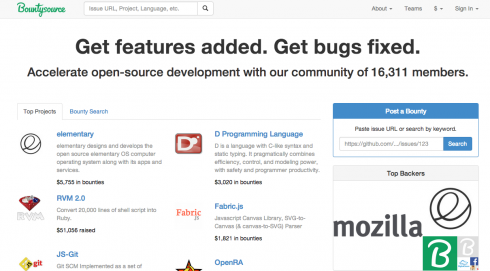 Bountysource
Issue URL, Project, Language, etc.
About
Teams
$
Sign In
Get features added. Get bugs fixed.
Accelerate open-source development with our community of 16,311 members.
Top Projects
Bounty Search
elementary
elementary designs and develops the
open source elementary OS computer
operating system along with its apps and
services.
$5,755 in bounties
D Programming Language
D is a language with C-like syntax and
static typing. It pragmatically combines
efficiency, control, and modeling power,
with safety and programmer productivity.
$3,020 in bounties
RVM 2.0
Convert 20,000 lines of shell script into
Ruby.
$51,056 raised
Fabric JS
Fabric.js
Javascript Canvas Library, SVG-to-
Canvas (& canvas-to-SVG) Parser
$1,821 in bounties
git
JS-Git
Git SCM Implemented as a set of
OpenRA
Post a Bounty
Paste issue URL or search by keyword.
https://github.com/.../issues/123
Search
Top Backers
mozilla